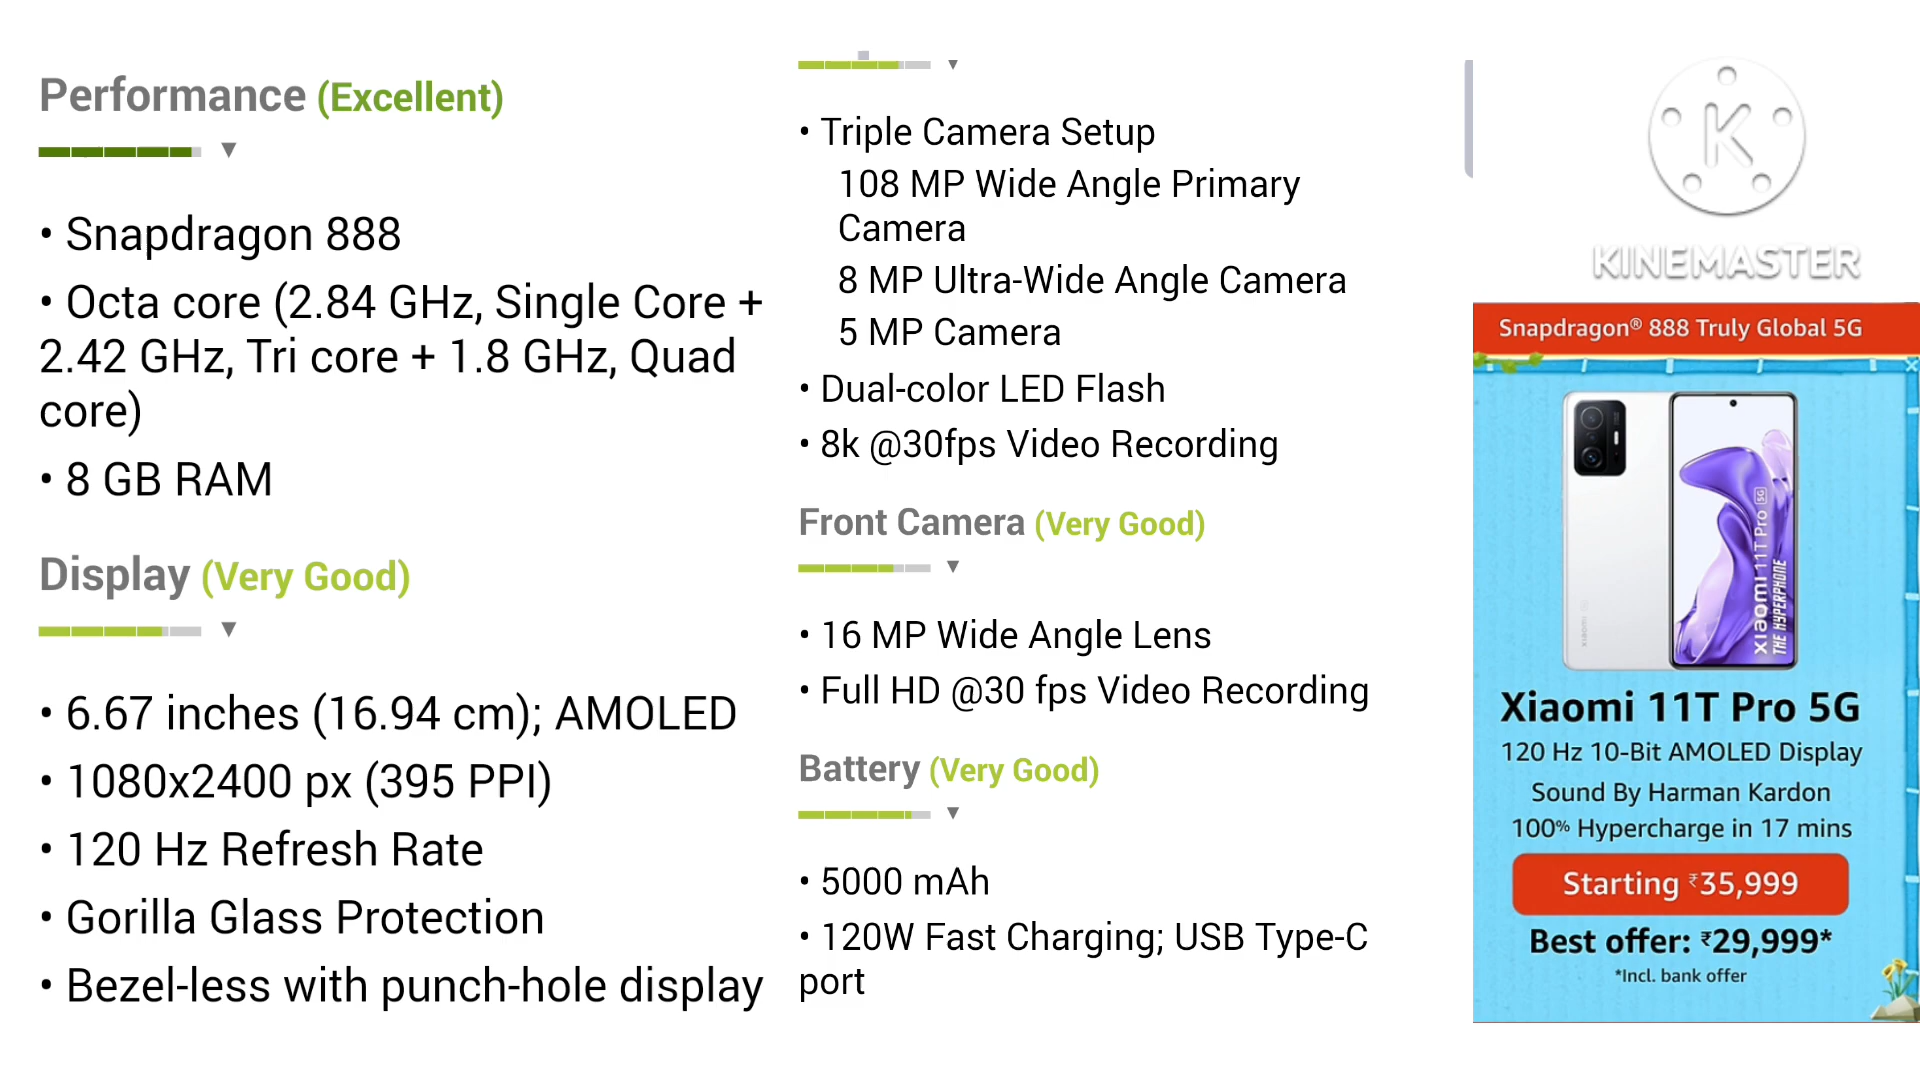 Performance (Excellent)
• Snapdragon 888
• Octa core (2.84 GHz, Single Core +
2.42 GHz, Tri core + 1.8 GHz, Quad
core)
• 8 GB RAM
Display (Very Good)
• 6.67 inches (16.94 cm); AMOLED
• 1080x2400 px (395 PPI)
• 120 Hz Refresh Rate
• Gorilla Glass Protection
• Bezel-less with punch-hole display
• Triple Camera Setup
108 MP Wide Angle Primary
Camera
8 MP Ultra-Wide Angle Camera
5 MP Camera
• Dual-color LED Flash
• 8k @30fps Video Recording
Front Camera (Very Good)
• 16 MP Wide Angle Lens
• Full HD @30 fps Video Recording
Battery (Very Good)
• 5000 mAh
• 120W Fast Charging; USB Type-C
port
K
KINEMASTER
Snapdragon® 888 Truly Global 5G
Xiaomi 11T Pro 5G
THE HYPERPHONE
Xiaomi 11T Pro 5G
120 Hz 10-Bit AMOLED Display
Sound By Harman Kardon
100% Hypercharge in 17 mins
Starting ₹35,999
Best offer: ₹29,999*
*Incl. bank offer